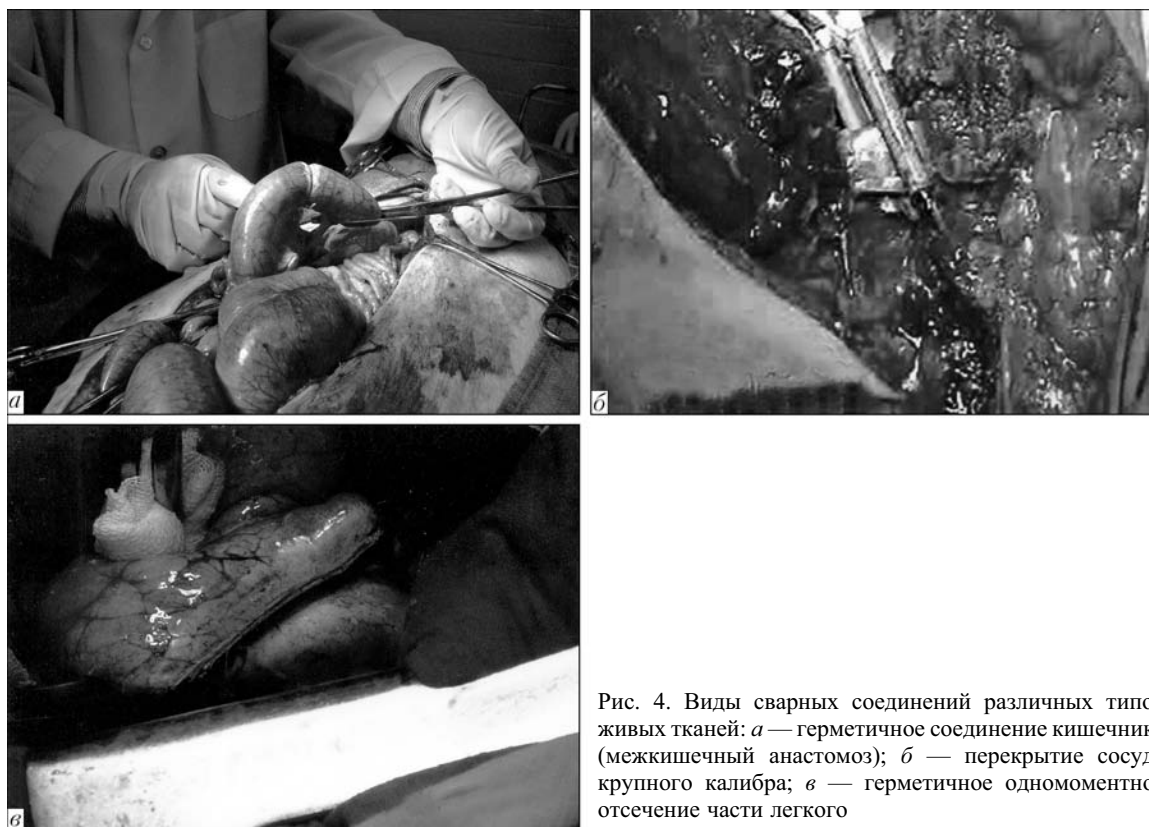 а
б
в
Рис. 4. Виды сварных соединений различных типо
живых тканей: а — герметичное соединение кишечник
(межкишечный анастомоз); б — перекрытие сосуд
крупного калибра; в — герметичное одномоментно
отсечение части легкого